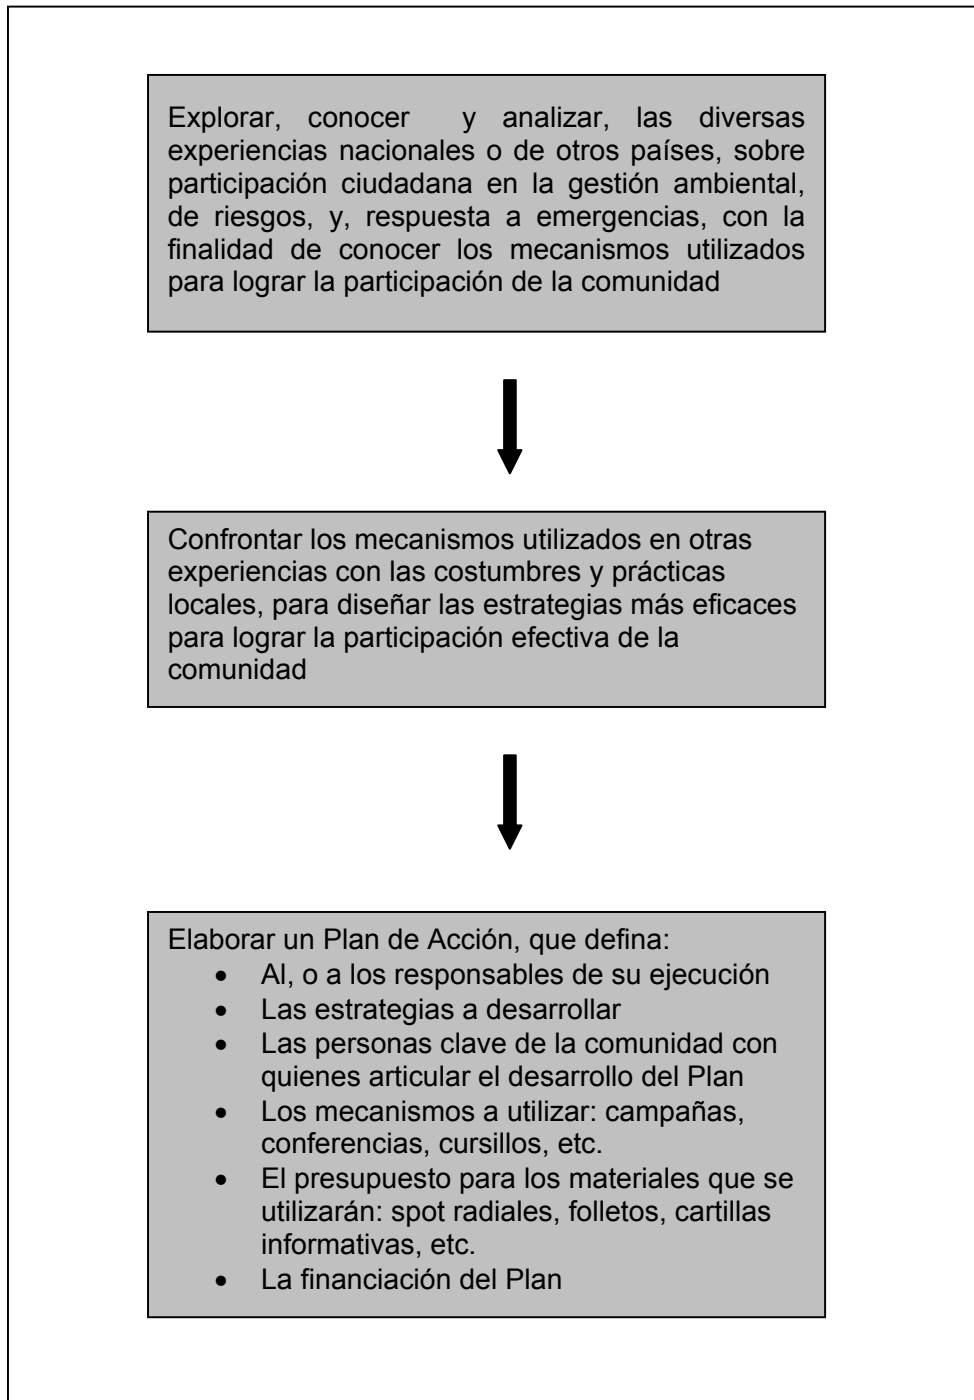 Explorar, conocer y analizar, las diversas
experiencias nacionales o de otros países, sobre
participación ciudadana en la gestión ambiental,
de riesgos, y, respuesta a emergencias, con la
finalidad de conocer los mecanismos utilizados
para lograr la participación de la comunidad
Confrontar los mecanismos utilizados en otras
experiencias con las costumbres y prácticas
locales, para diseñar las estrategias más eficaces
para lograr la participación efectiva de la
comunidad
Elaborar un Plan de Acción, que defina:
• Al, o a los responsables de su ejecución
• Las estrategias a desarrollar
• Las personas clave de la comunidad con
quienes articular el desarrollo del Plan
• Los mecanismos a utilizar: campañas,
conferencias, cursillos, etc.
• El presupuesto para los materiales que se
utilizarán: spot radiales, folletos, cartillas
informativas, etc.
• La financiación del Plan